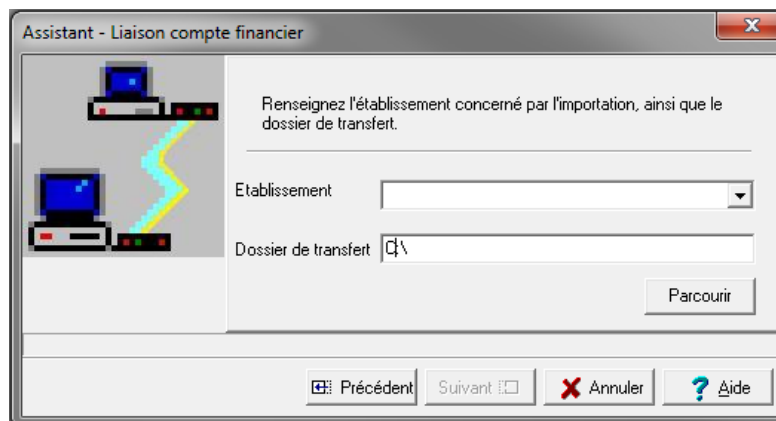 Assistant - Liaison compte financier
Renseignez l'établissement concerné par l'importation, ainsi que le
dossier de transfert.
Etablissement
Dossier de transfert C:\
Parcourir
Précédent Suivant Annuler ? Aide